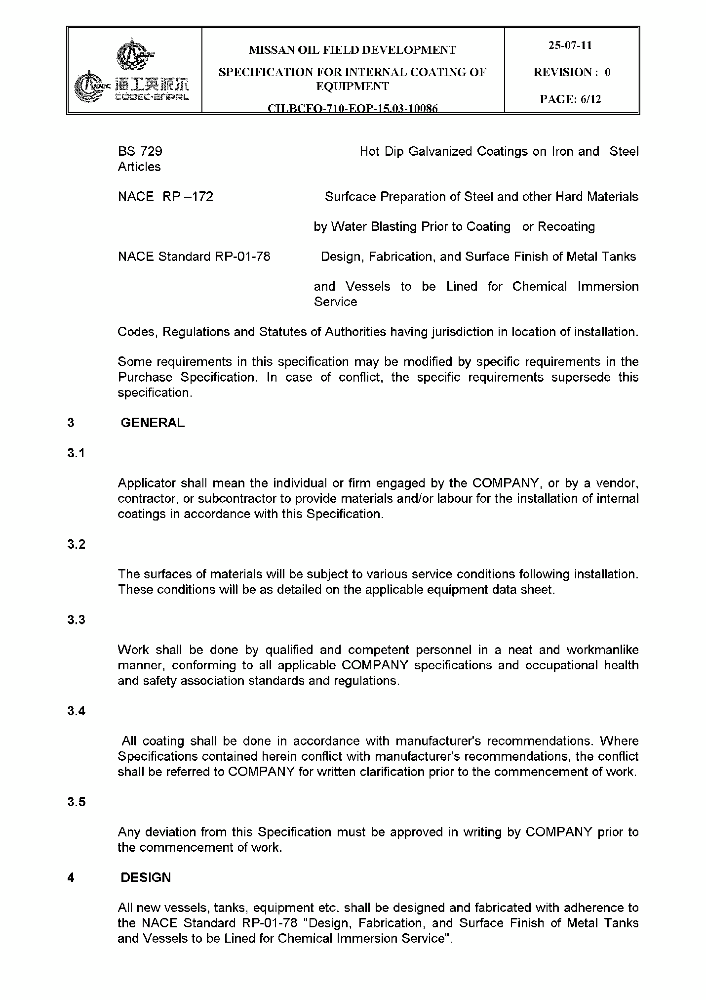 MISSAN OIL FIELD DEVELOPMENT
SPECIFICATION FOR INTERNAL COATING OF
EQUIPMENT
CILBCFO-710-EOP-15.03-10086
25-07-11
REVISION : 0
PAGE: 6/12
海工英派尔
COOEC-ENPAL
BS 729 Hot Dip Galvanized Coatings on Iron and Steel
Articles
NACE RP –172 Surfcace Preparation of Steel and other Hard Materials
by Water Blasting Prior to Coating or Recoating
NACE Standard RP-01-78 Design, Fabrication, and Surface Finish of Metal Tanks
and Vessels to be Lined for Chemical Immersion
Service
Codes, Regulations and Statutes of Authorities having jurisdiction in location of installation.
Some requirements in this specification may be modified by specific requirements in the
Purchase Specification. In case of conflict, the specific requirements supersede this
specification.
3 GENERAL
3.1
Applicator shall mean the individual or firm engaged by the COMPANY, or by a vendor,
contractor, or subcontractor to provide materials and/or labour for the installation of internal
coatings in accordance with this Specification.
3.2
The surfaces of materials will be subject to various service conditions following installation.
These conditions will be as detailed on the applicable equipment data sheet.
3.3
Work shall be done by qualified and competent personnel in a neat and workmanlike
manner, conforming to all applicable COMPANY specifications and occupational health
and safety association standards and regulations.
3.4
All coating shall be done in accordance with manufacturer's recommendations. Where
Specifications contained herein conflict with manufacturer's recommendations, the conflict
shall be referred to COMPANY for written clarification prior to the commencement of work.
3.5
Any deviation from this Specification must be approved in writing by COMPANY prior to
the commencement of work.
4 DESIGN
All new vessels, tanks, equipment etc. shall be designed and fabricated with adherence to
the NACE Standard RP-01-78 "Design, Fabrication, and Surface Finish of Metal Tanks
and Vessels to be Lined for Chemical Immersion Service".